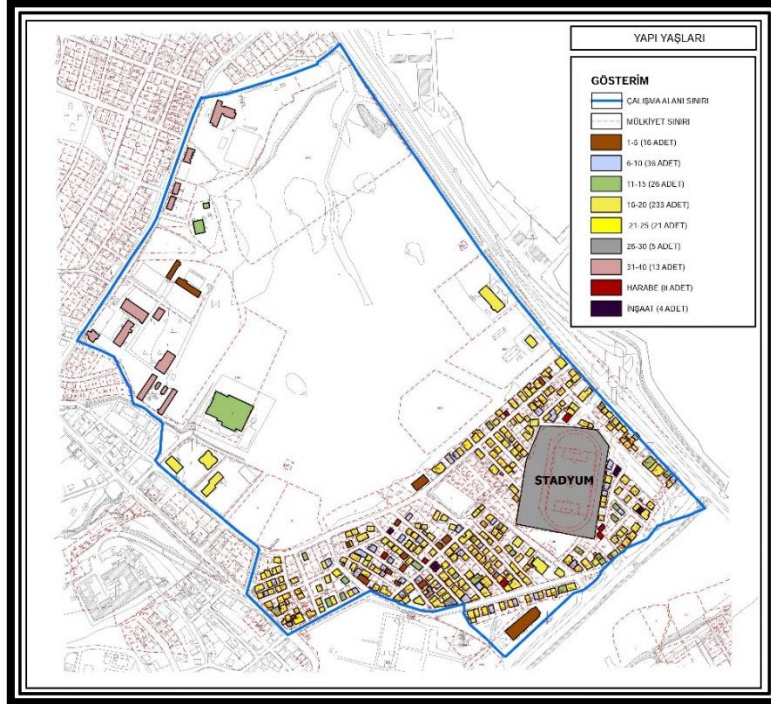 YAPI YAŞLARI
GÖSTERİM
ÇALIŞMA ALANI SINIRI
MÜLKİYET SINIRI
1-5 (16 ADET)
6-10 (36 ADET)
11-15 (26 ADET)
16-20 (233 ADET)
21-25 (21 ADET)
26-30 (5 ADET)
31-40 (13 ADET)
HARABE (8 ADET)
İNŞAAT (4 ADET)
STADYUM